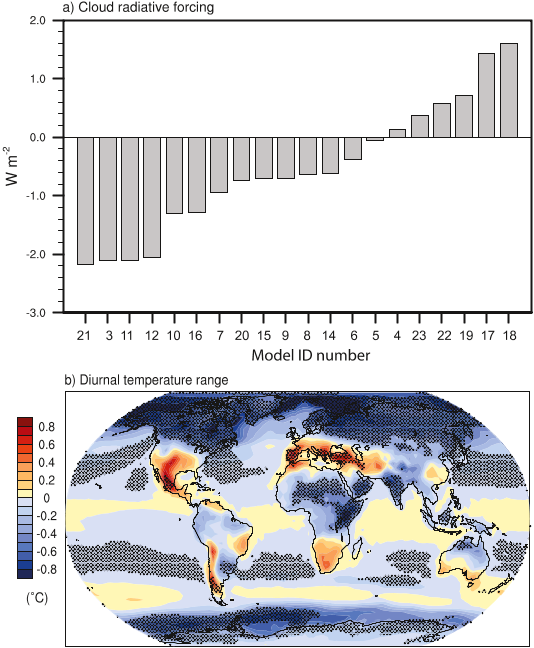 a) Cloud radiative forcing
2.0
1.0
0.0
-1.0
-2.0
-3.0
W m-2
21 3 11 12 10 16 7 20 15 9 8 14 6 5 4 23 22 19 17 18
Model ID number
b) Diurnal temperature range
0.8
0.6
0.4
0.2
0
-0.2
-0.4
-0.6
-0.8
(˚C)